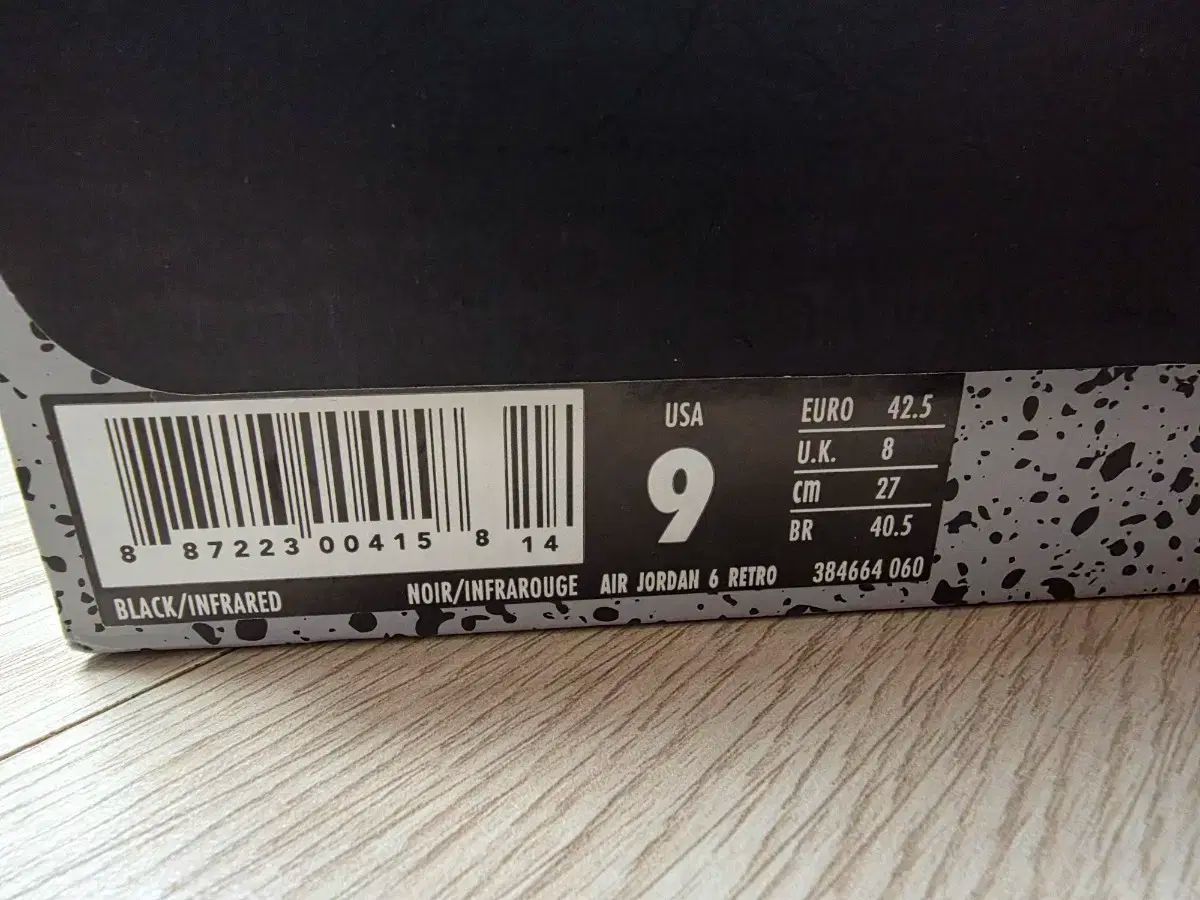 8 87223 00415 8 14
BLACK/INFRARED NOIR/INFRAROUGE
USA
9
EURO 42.5
U.K. 8
cm 27
BR 40.5
AIR JORDAN 6 RETRO 384664 060